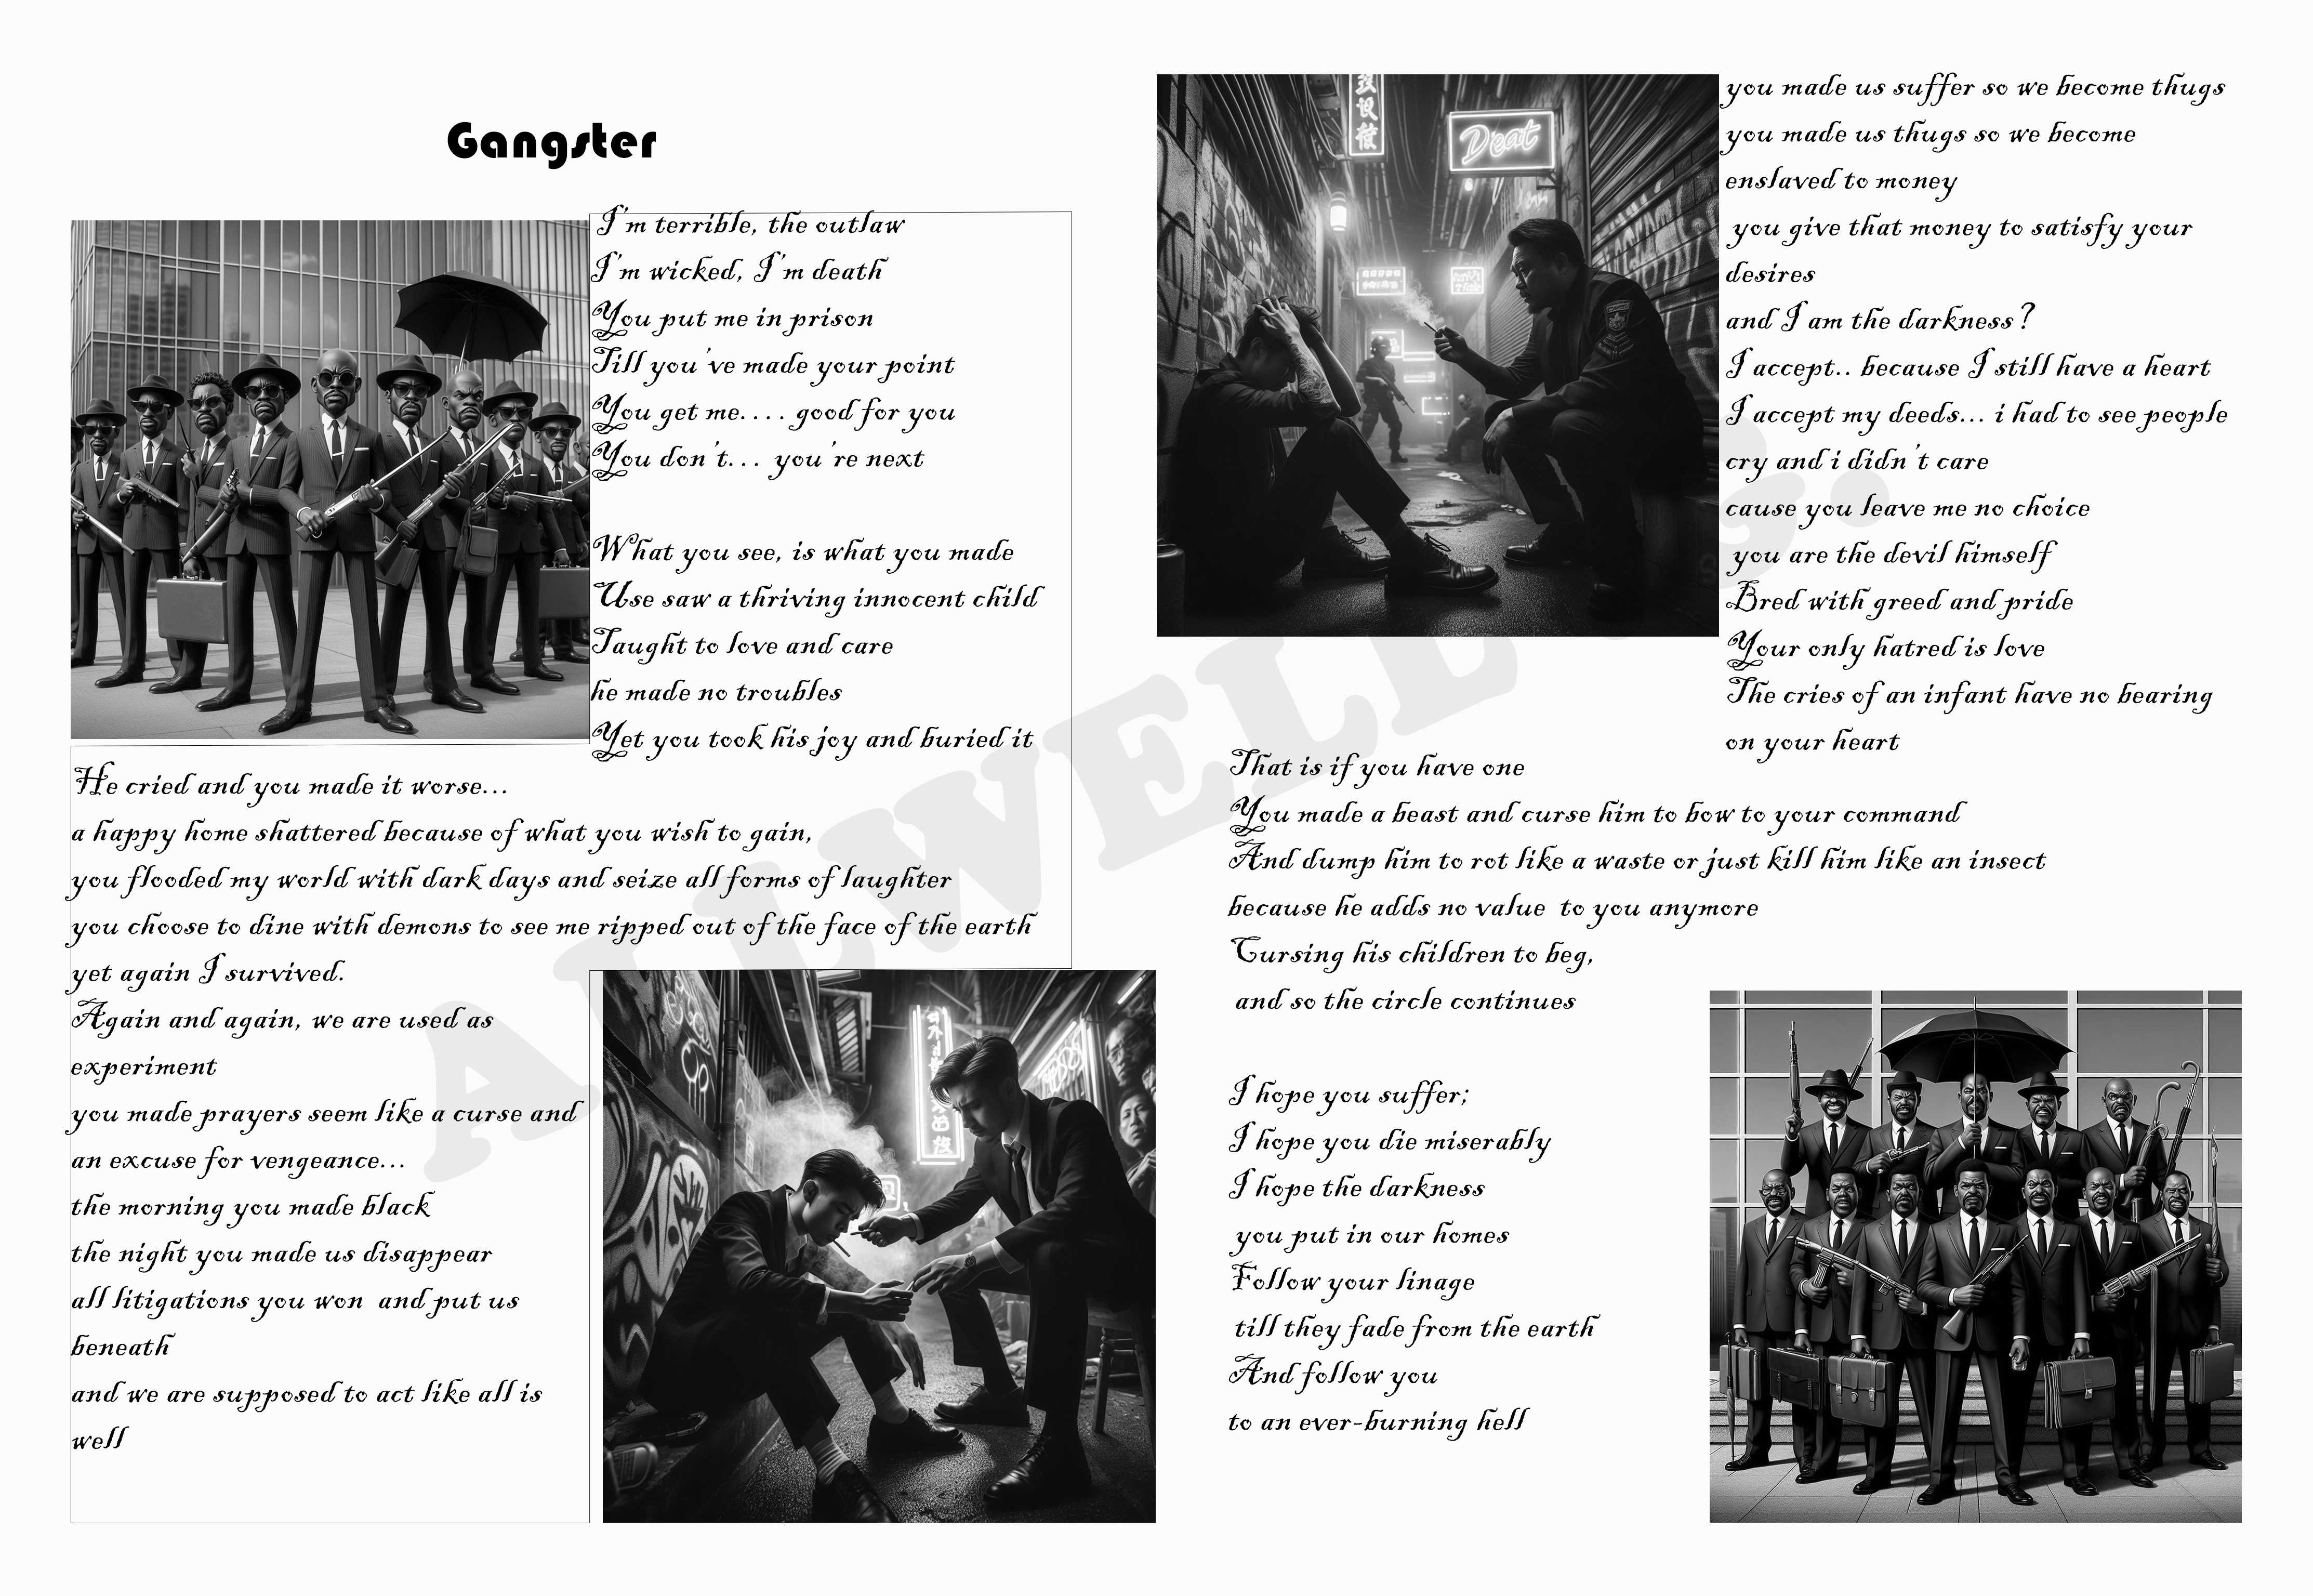 Gangster
I'm terrible, the outlaw
I'm wicked, I'm death
You put me in prison
Till you've made your point
You get me.... good for you
You don't... you're next
What you see, is what you made
Use saw a thriving innocent child
Taught to love and care
he made no troubles
Yet you took his joy and buried it
He cried and you made it worse...
a happy home shattered because of what you wish to gain,
you flooded my world with dark days and seize all forms of laughter
you choose to dine with demons to see me ripped out of the face of the earth
yet again I survived.
Again and again, we are used as
experiment
you made prayers seem like a curse and
an excuse for vengeance...
the morning you made black
the night you made us disappear
all litigations you won and put us
beneath
and we are supposed to act like all is
well
Deat
you made us suffer so we become thugs
you made us thugs so we become
enslaved to money
you give that money to satisfy your
desires
and I am the darkness?
I accept.. because I still have a heart
I accept my deeds... i had to see people
cry and i didn't care
cause you leave me no choice
you are the devil himself
Bred with greed and pride
Your only hatred is love
The cries of an infant have no bearing
on your heart
That is if you have one
You made a beast and curse him to bow to your command
And dump him to rot like a waste or just kill him like an insect
because he adds no value to you anymore
Cursing his children to beg,
and so the circle continues
I hope you suffer;
I hope you die miserably
I hope the darkness
you put in our homes
Follow your linage
till they fade from the earth
And follow you
to an ever-burning hell